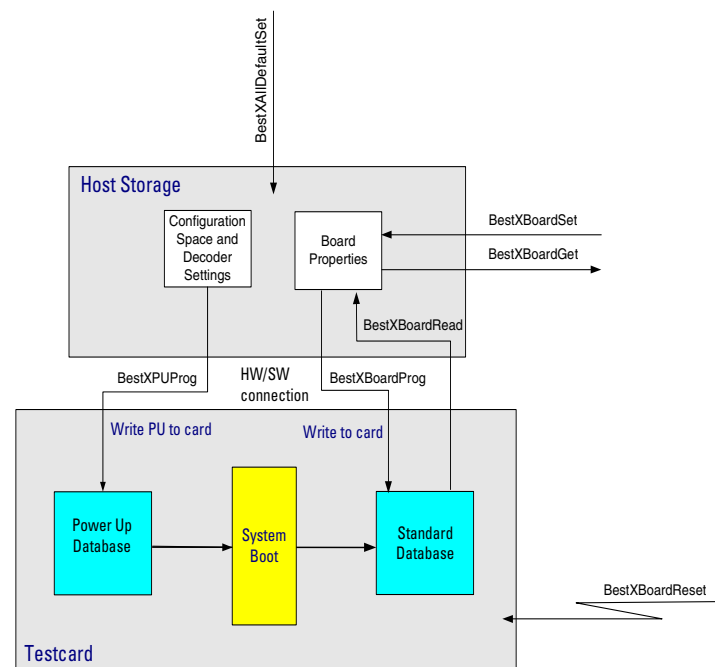 BestXAllDefaultSet
Host Storage
Configuration
Space and
Decoder
Settings
Board
Properties
BestXBoardSet
BestXBoardGet
BestXBoardRead
BestXPUProg
HW/SW
connection
BestXBoardProg
Write PU to card
Write to card
Power Up
Database
System
Boot
Standard
Database
BestXBoardReset
Testcard